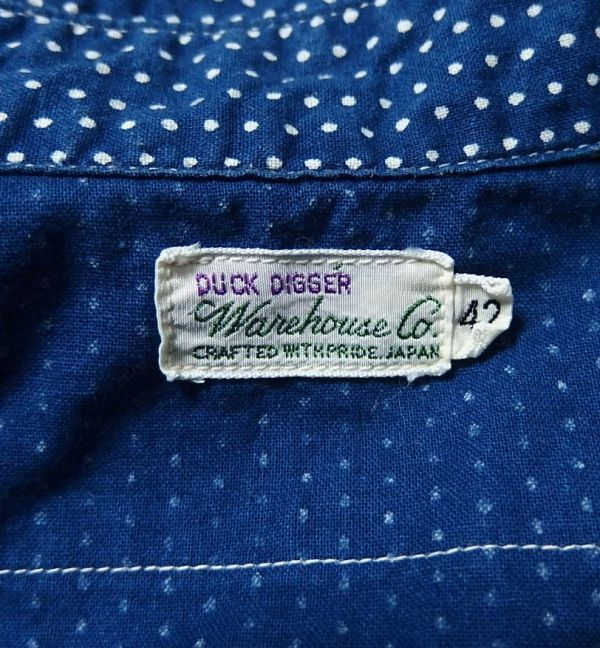 DUCK DIGGER
Warehouse Co.
CRAFTED WITH PRIDE. JAPAN
42